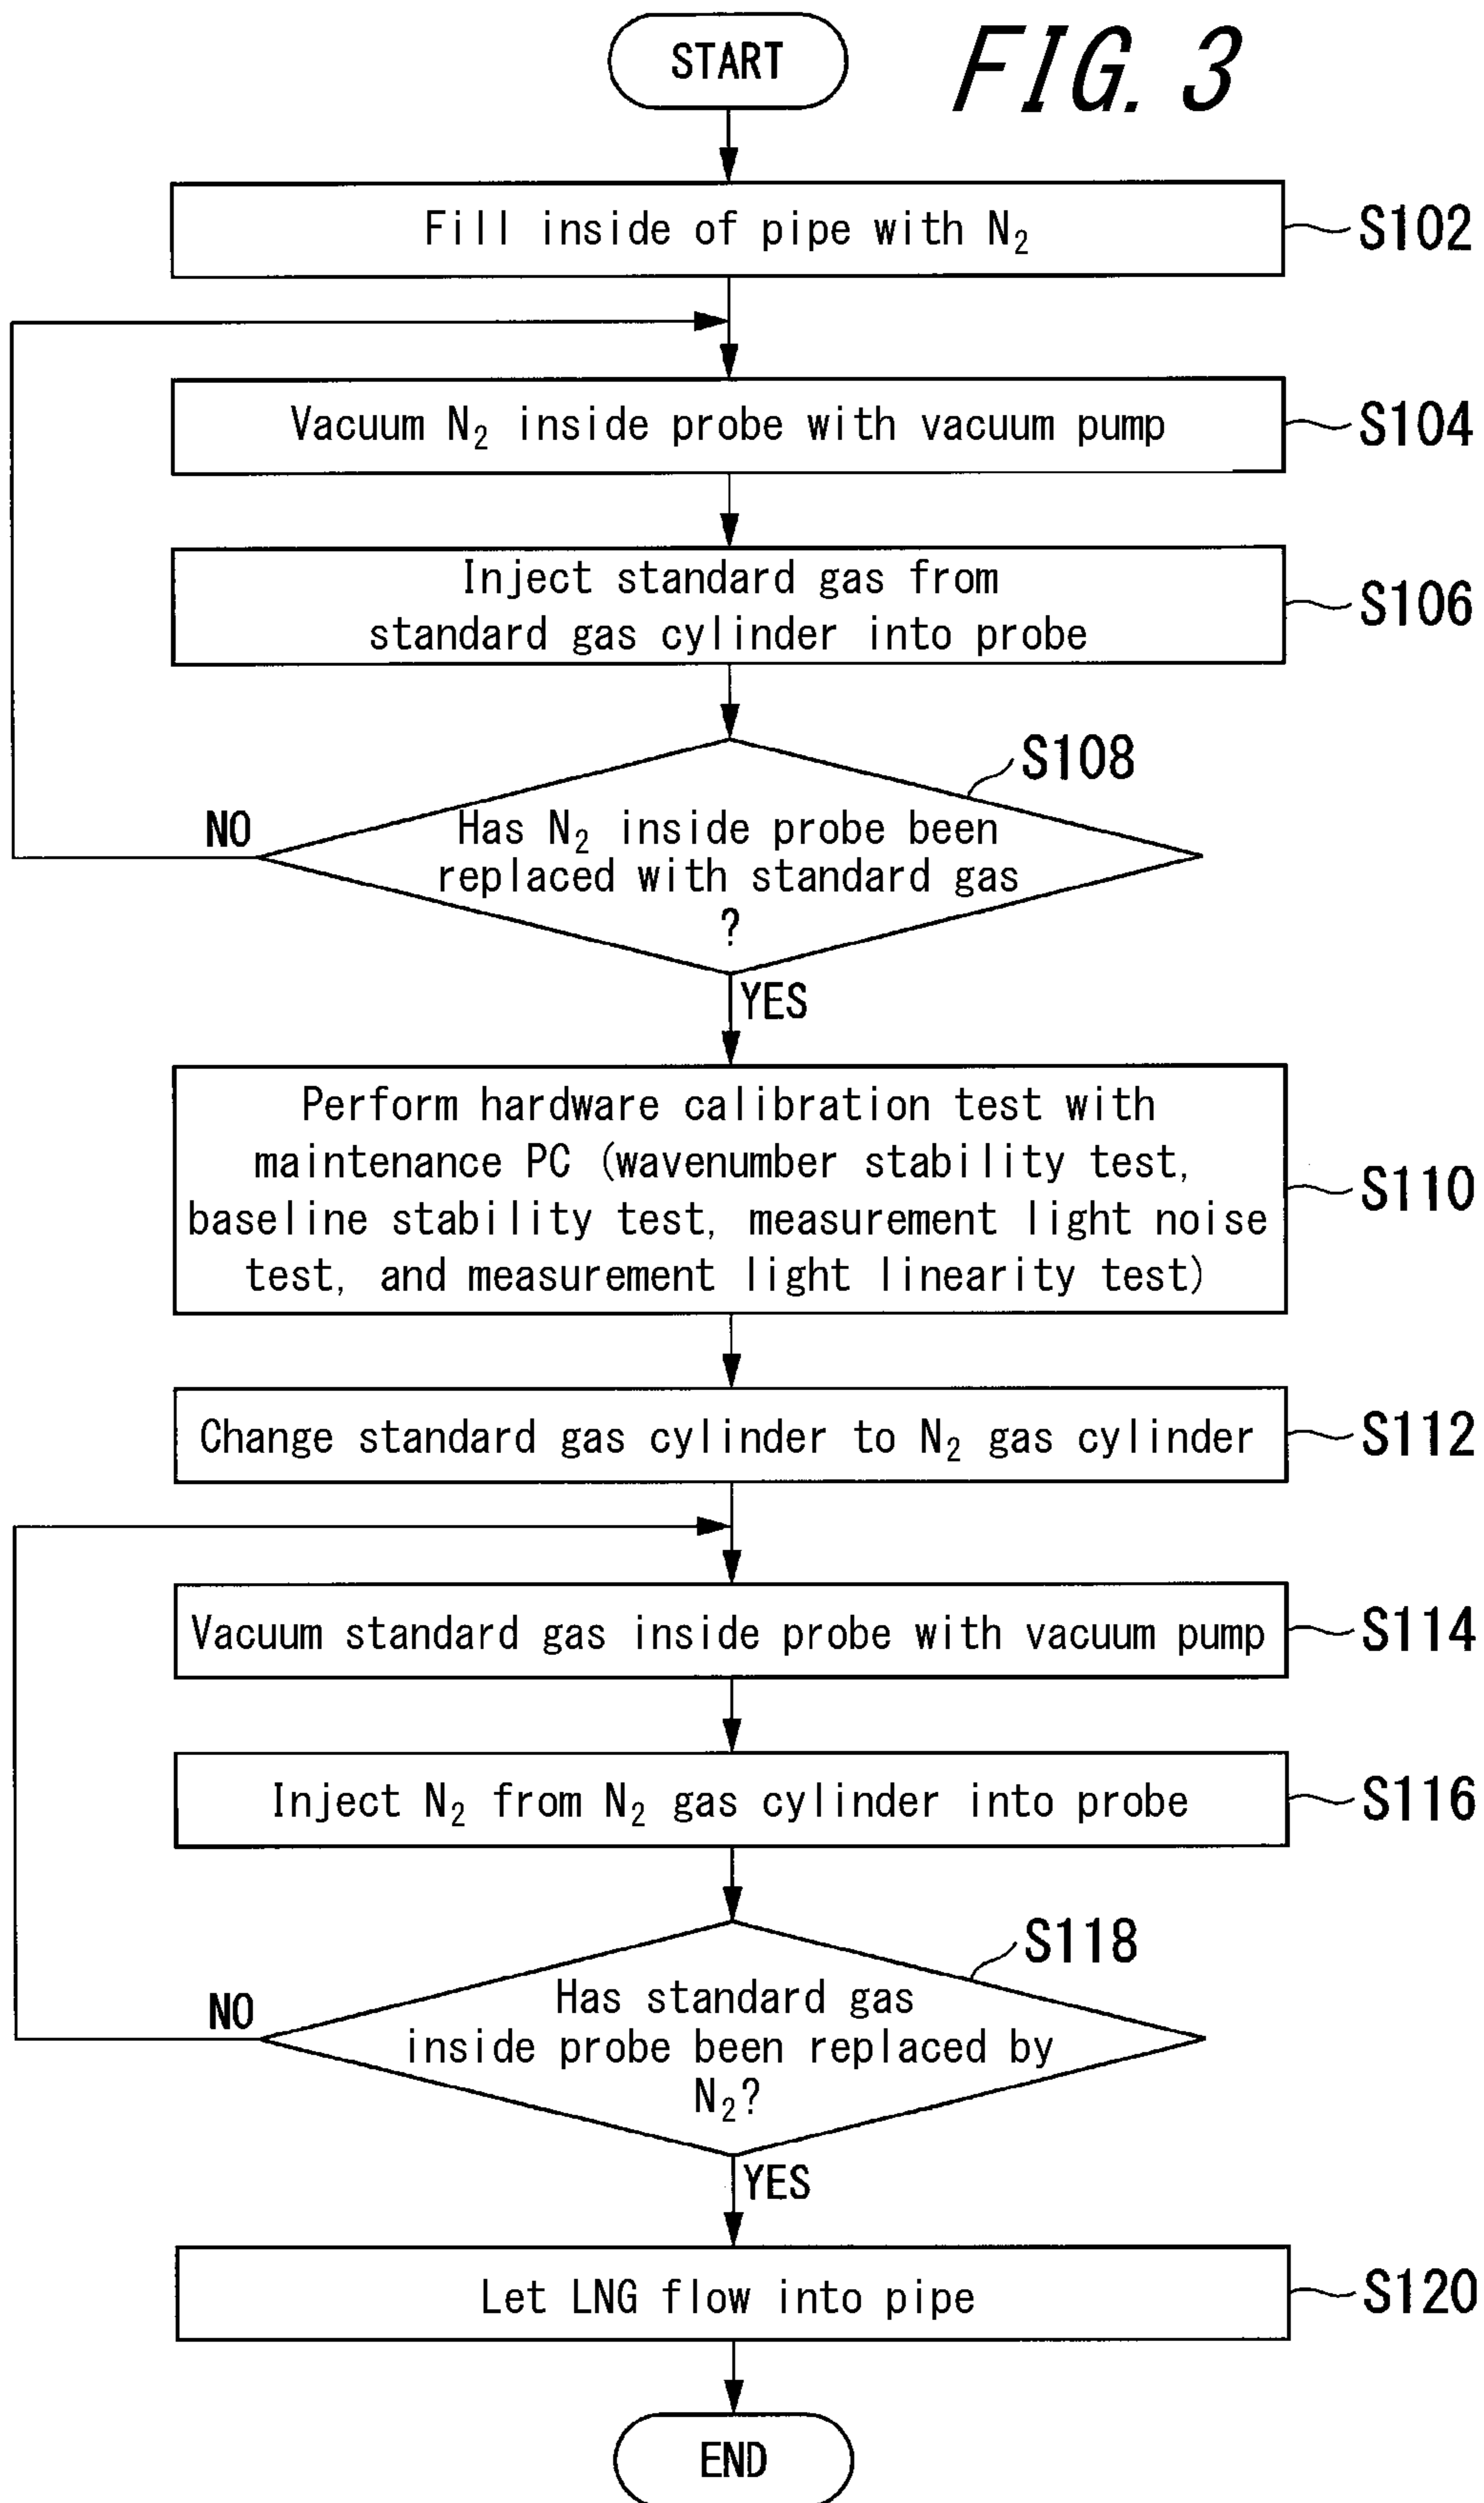 START
FIG. 3
Fill inside of pipe with N₂
S102
Vacuum N₂ inside probe with vacuum pump
S104
Inject standard gas from
standard gas cylinder into probe
S106
S108
Has N₂ inside probe been
replaced with standard gas
?
NO
YES
Perform hardware calibration test with
maintenance PC (wavenumber stability test,
baseline stability test, measurement light noise
test, and measurement light linearity test)
S110
Change standard gas cylinder to N₂ gas cylinder
S112
Vacuum standard gas inside probe with vacuum pump
S114
Inject N₂ from N₂ gas cylinder into probe
S116
S118
Has standard gas
inside probe been replaced by
N₂?
NO
YES
Let LNG flow into pipe
S120
END